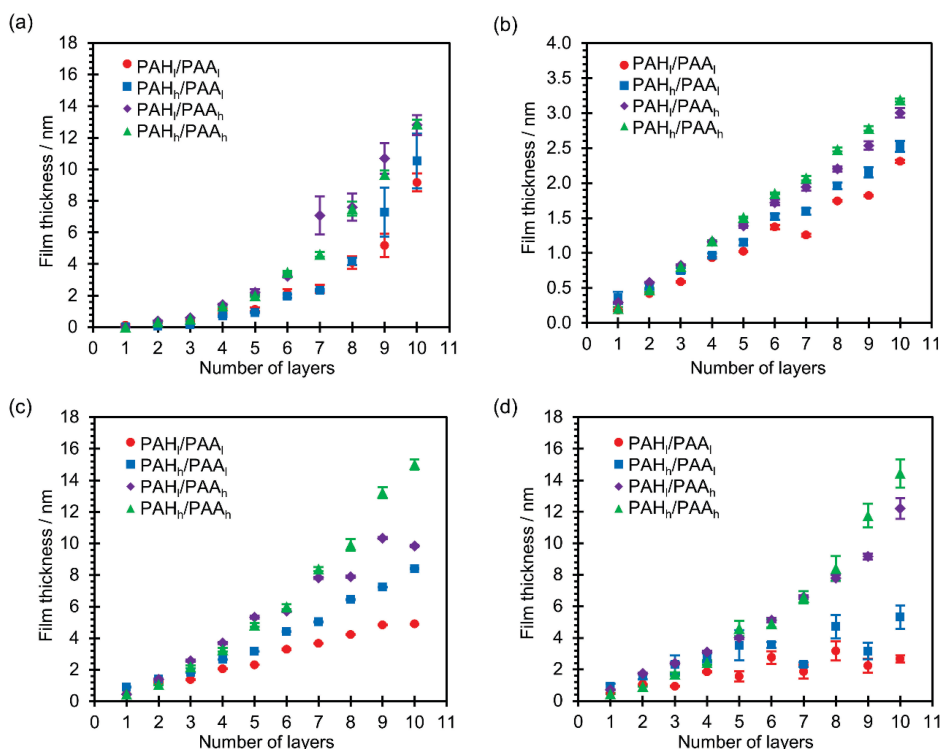 (a)
18
16
14
12
10
8
6
4
2
0
Film thickness / nm
PAHₗ/PAAₗ
PAHₕ/PAAₗ
PAHₗ/PAAₕ
PAHₕ/PAAₕ
0 1 2 3 4 5 6 7 8 9 10 11
Number of layers
(b)
4.0
3.5
3.0
2.5
2.0
1.5
1.0
0.5
0.0
Film thickness / nm
PAHₗ/PAAₗ
PAHₕ/PAAₗ
PAHₗ/PAAₕ
PAHₕ/PAAₕ
0 1 2 3 4 5 6 7 8 9 10 11
Number of layers
(c)
18
16
14
12
10
8
6
4
2
0
Film thickness / nm
PAHₗ/PAAₗ
PAHₕ/PAAₗ
PAHₗ/PAAₕ
PAHₕ/PAAₕ
0 1 2 3 4 5 6 7 8 9 10 11
Number of layers
(d)
18
16
14
12
10
8
6
4
2
0
Film thickness / nm
PAHₗ/PAAₗ
PAHₕ/PAAₗ
PAHₗ/PAAₕ
PAHₕ/PAAₕ
0 1 2 3 4 5 6 7 8 9 10 11
Number of layers